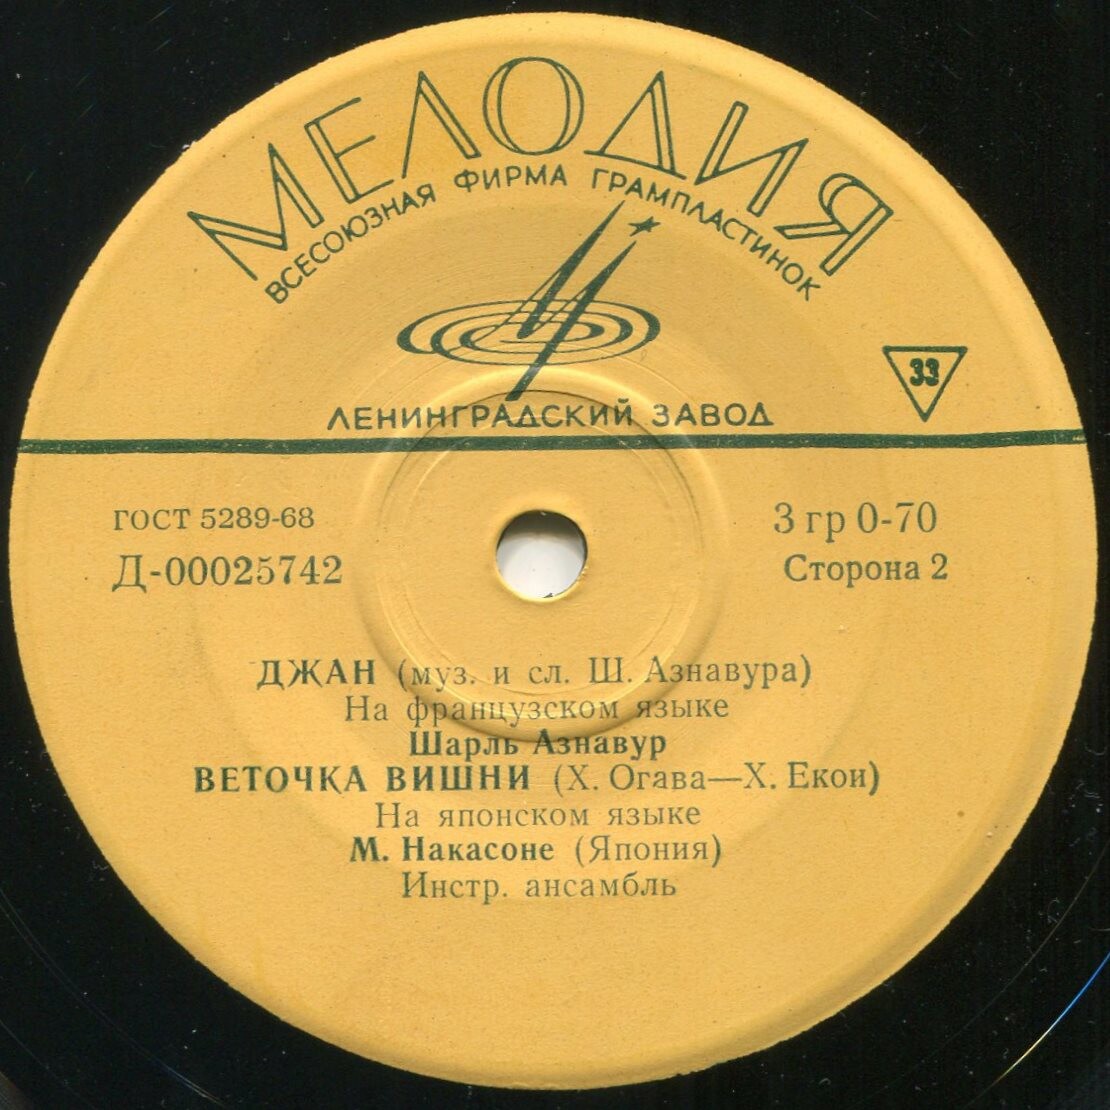 МЕЛОДИЯ
ВСЕСОЮЗНАЯ ФИРМА ГРАМПЛАСТИНОК
33
ЛЕНИНГРАДСКИЙ ЗАВОД
ГОСТ 5289-68
3 гр 0-70
Д-00025742
Сторона 2
ДЖАН (муз. и сл. Ш. Азнавура)
На французском языке
Шарль Азнавур
ВЕТОЧКА ВИШНИ (Х. Огава—Х. Екои)
На японском языке
М. Накасоне (Япония)
Инстр. ансамбль